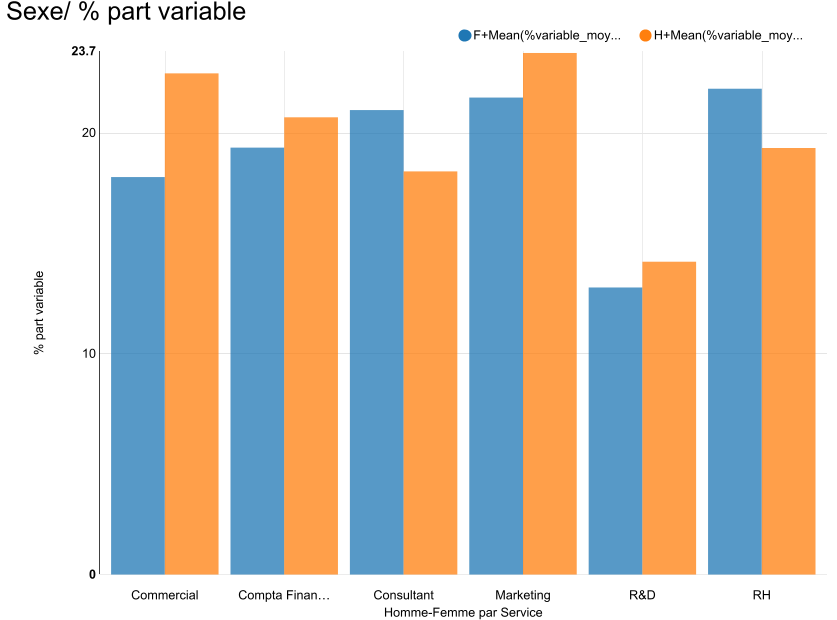 Sexe/ % part variable
F+Mean(%variable_moy...
H+Mean(%variable_moy...
23.7
20
10
0
% part variable
Commercial
Compta Finan…
Consultant
Marketing
R&D
RH
Homme-Femme par Service